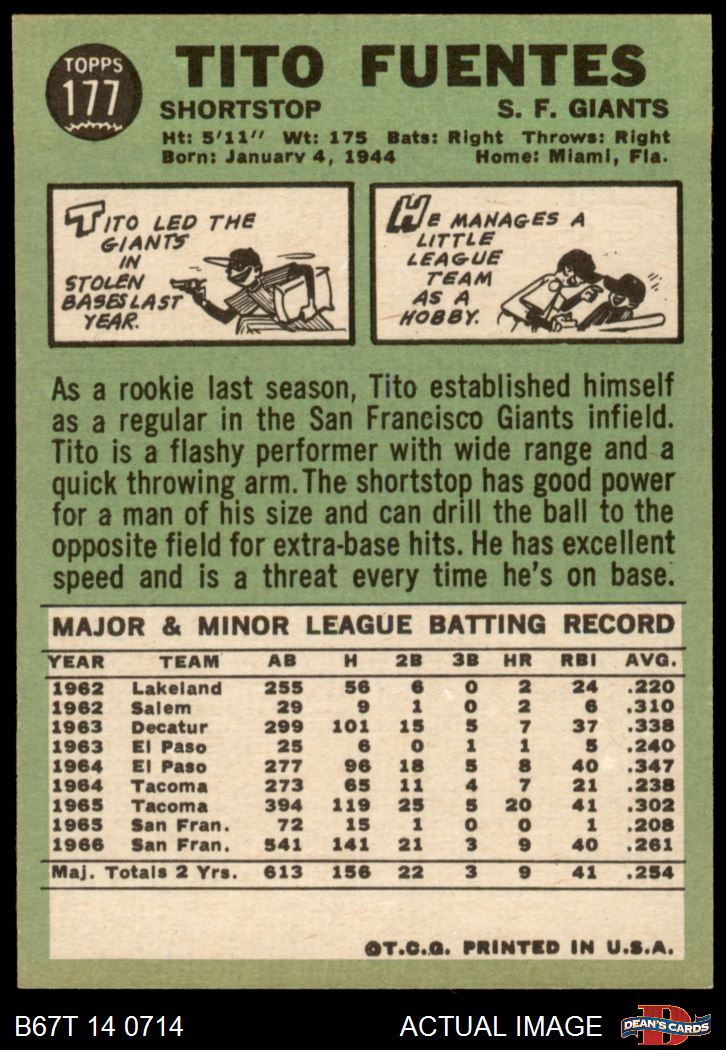 TOPPS
177
TITO FUENTES
SHORTSTOP S. F. GIANTS
Ht: 5'11" Wt: 175 Bats: Right Throws: Right
Born: January 4, 1944 Home: Miami, Fla.
TITO LED THE
GIANTS
IN
STOLEN
BASES LAST
YEAR.
HE MANAGES A
LITTLE
LEAGUE
TEAM
AS A
HOBBY.
As a rookie last season, Tito established himself
as a regular in the San Francisco Giants infield.
Tito is a flashy performer with wide range and a
quick throwing arm. The shortstop has good power
for a man of his size and can drill the ball to the
opposite field for extra-base hits. He has excellent
speed and is a threat every time he's on base.
MAJOR & MINOR LEAGUE BATTING RECORD
YEAR TEAM AB H 2B 3B HR RBI AVG.
1962 Lakeland 255 56 6 0 2 24 .220
1962 Salem 29 9 1 0 2 6 .310
1963 Decatur 299 101 15 5 7 37 .338
1963 El Paso 25 6 0 1 1 5 .240
1964 El Paso 277 96 18 5 8 40 .347
1964 Tacoma 273 65 11 4 7 21 .238
1965 Tacoma 394 119 25 5 20 41 .302
1965 San Fran. 72 15 1 0 0 1 .208
1966 San Fran. 541 141 21 3 9 40 .261
Maj. Totals 2 Yrs. 613 156 22 3 9 41 .254
©T.C.G. PRINTED IN U.S.A.
B67T 14 0714 ACTUAL IMAGE
D
DEAN'S CARDS